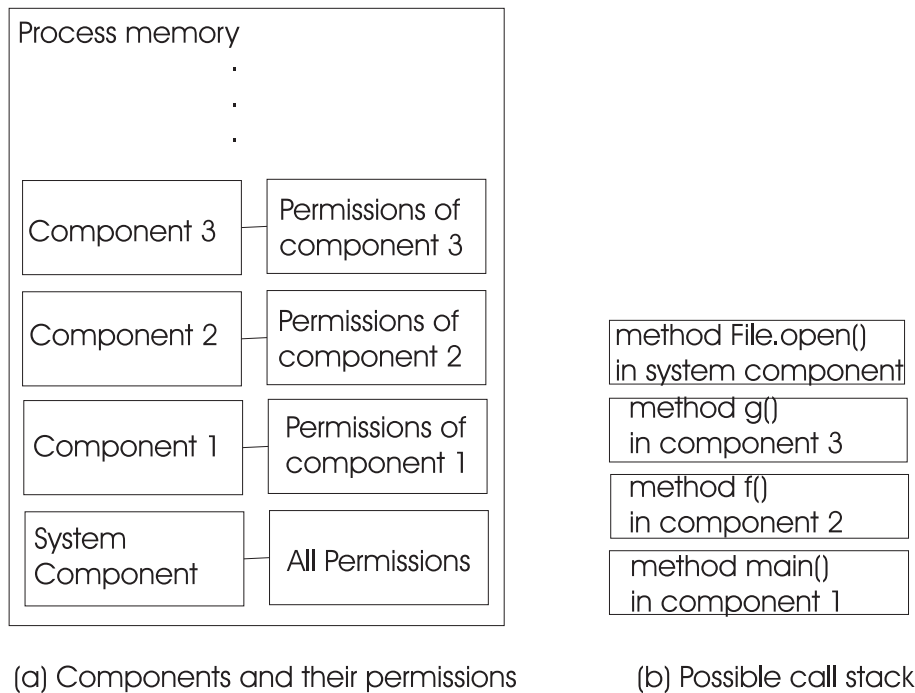 Process memory
.
.
.
Component 3
Permissions of
component 3
Component 2
Permissions of
component 2
Component 1
Permissions of
component 1
System
Component
All Permissions
(a) Components and their permissions
method File.open()
in system component
method g()
in component 3
method f()
in component 2
method main()
in component 1
(b) Possible call stack